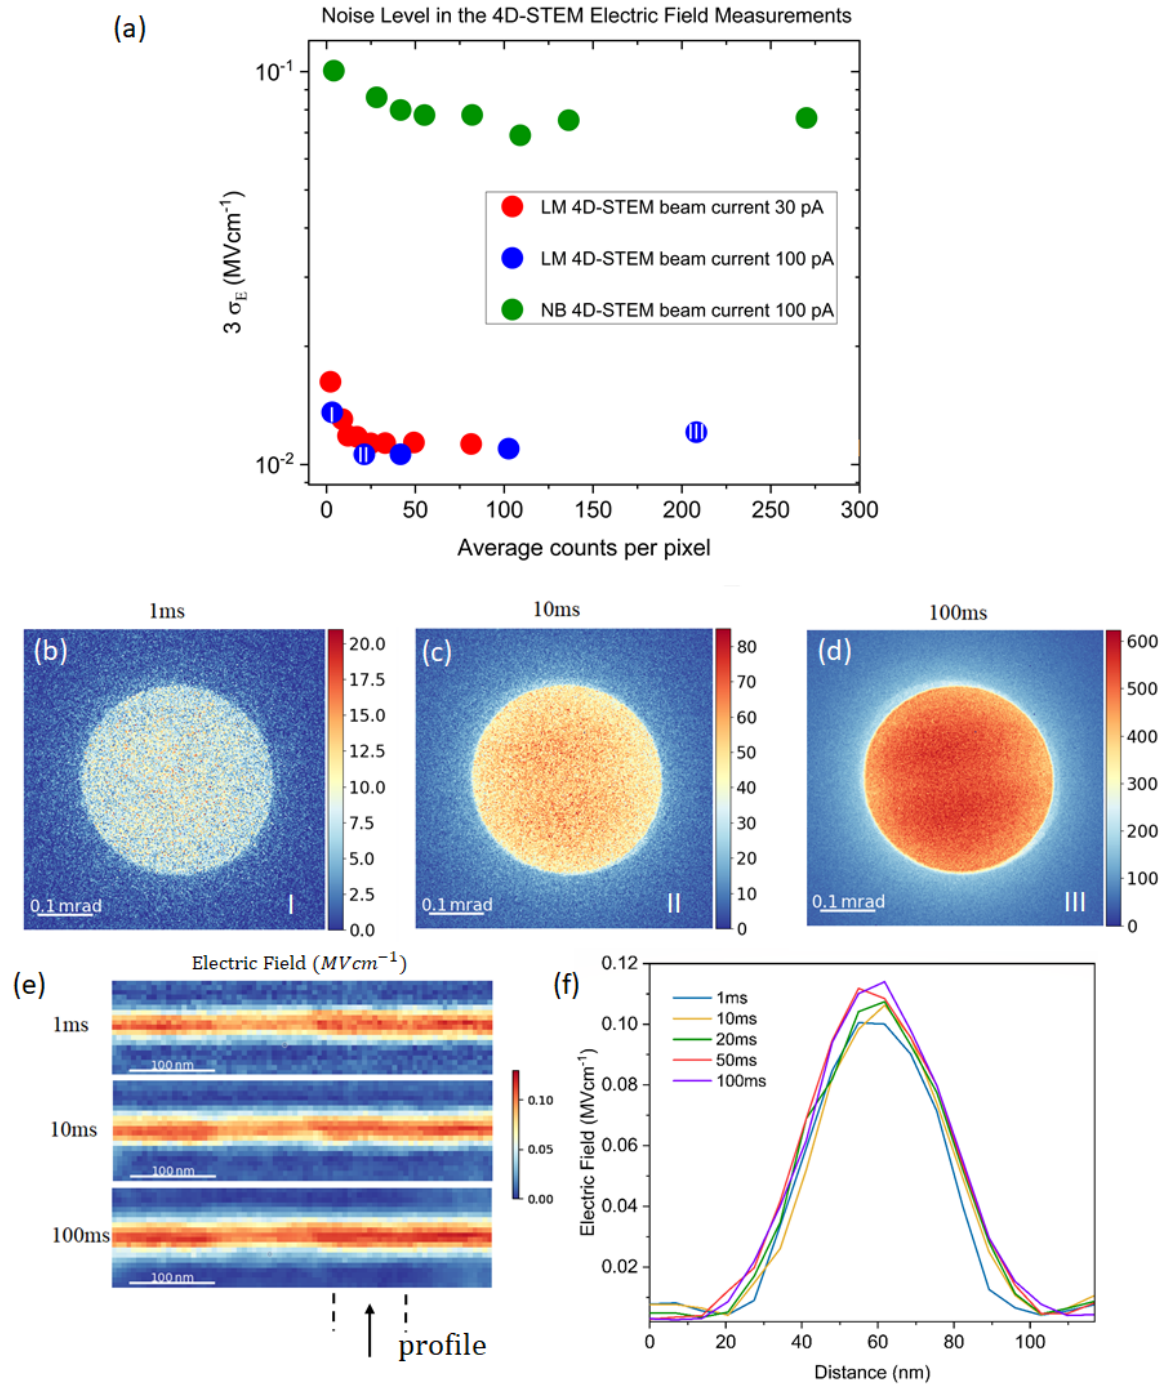 (a)
Noise Level in the 4D-STEM Electric Field Measurements
10⁻¹
10⁻²
3 σE (MVcm⁻¹)
LM 4D-STEM beam current 30 pA
LM 4D-STEM beam current 100 pA
NB 4D-STEM beam current 100 pA
I
II
III
0 50 100 150 200 250 300
Average counts per pixel
1ms
10ms
100ms
(b)
0.1 mrad
I
20.0
17.5
15.0
12.5
10.0
7.5
5.0
2.5
0.0
(c)
0.1 mrad
II
80
70
60
50
40
30
20
10
0
(d)
0.1 mrad
III
600
500
400
300
200
100
0
(e)
Electric Field (MVcm⁻¹)
1ms
100 nm
10ms
100 nm
100ms
100 nm
0.10
0.05
0.00
profile
(f)
0.12
0.10
0.08
0.06
0.04
0.02
Electric Field (MVcm⁻¹)
1ms
10ms
20ms
50ms
100ms
0 20 40 60 80 100
Distance (nm)